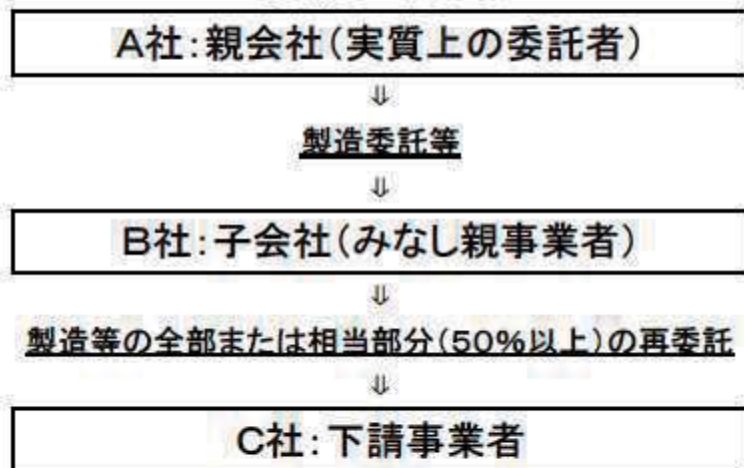 A社:親会社(実質上の委託者)
⇓
製造委託等
⇓
B社:子会社(みなし親事業者)
⇓
製造等の全部または相当部分(50%以上)の再委託
⇓
C社:下請事業者